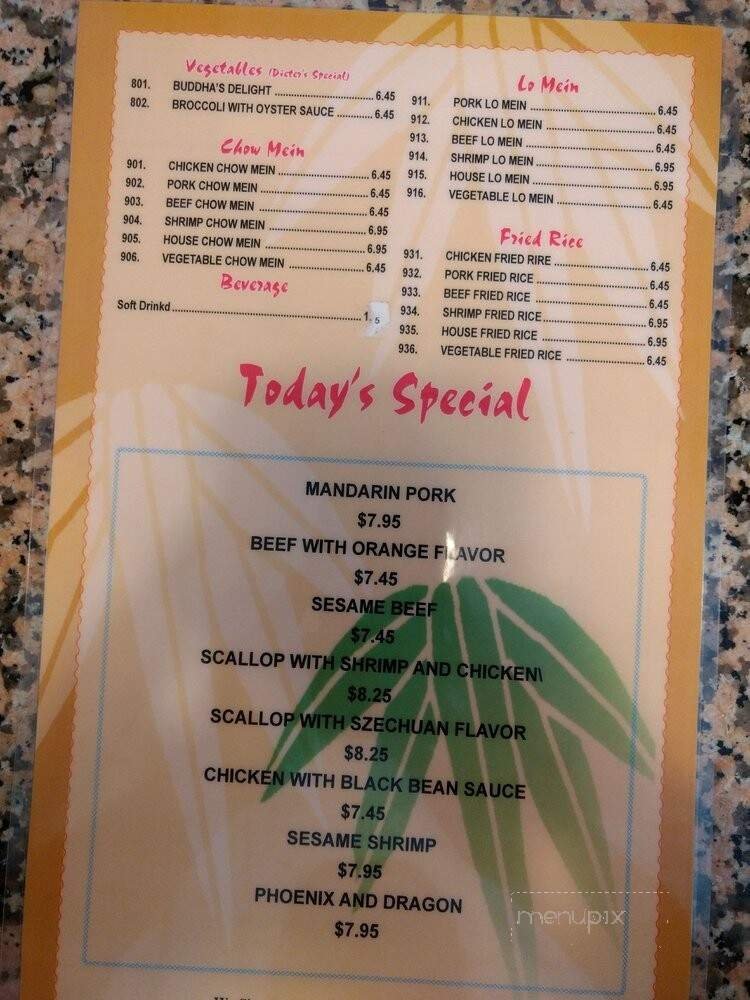 Vegetables (Dieter's Special)
801. BUDDHA'S DELIGHT 6.45
802. BROCCOLI WITH OYSTER SAUCE 6.45
Chow Mein
901. CHICKEN CHOW MEIN 6.45
902. PORK CHOW MEIN 6.45
903. BEEF CHOW MEIN 6.45
904. SHRIMP CHOW MEIN 6.95
905. HOUSE CHOW MEIN 6.95
906. VEGETABLE CHOW MEIN 6.45
Beverage
Soft Drinkd 1. 5
Lo Mein
911. PORK LO MEIN 6.45
912. CHICKEN LO MEIN 6.45
913. BEEF LO MEIN 6.45
914. SHRIMP LO MEIN 6.95
915. HOUSE LO MEIN 6.95
916. VEGETABLE LO MEIN 6.45
Fried Rice
931. CHICKEN FRIED RIRE 6.45
932. PORK FRIED RICE 6.45
933. BEEF FRIED RICE 6.45
934. SHRIMP FRIED RICE 6.95
935. HOUSE FRIED RICE 6.95
936. VEGETABLE FRIED RICE 6.45
Today's Special
MANDARIN PORK
$7.95
BEEF WITH ORANGE FLAVOR
$7.45
SESAME BEEF
$7.45
SCALLOP WITH SHRIMP AND CHICKEN\
$8.25
SCALLOP WITH SZECHUAN FLAVOR
$8.25
CHICKEN WITH BLACK BEAN SAUCE
$7.45
SESAME SHRIMP
$7.95
PHOENIX AND DRAGON
$7.95
menupix